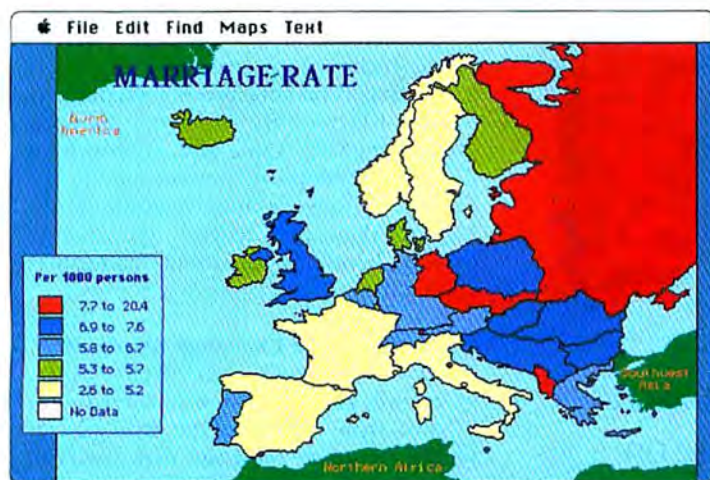 File Edit Find Maps Text
MARRIAGE RATE
North
America
Per 1000 persons
7.7 to 20.4
6.9 to 7.6
5.8 to 6.7
5.3 to 5.7
2.6 to 5.2
No Data
Southwest
Asia
Northern Africa